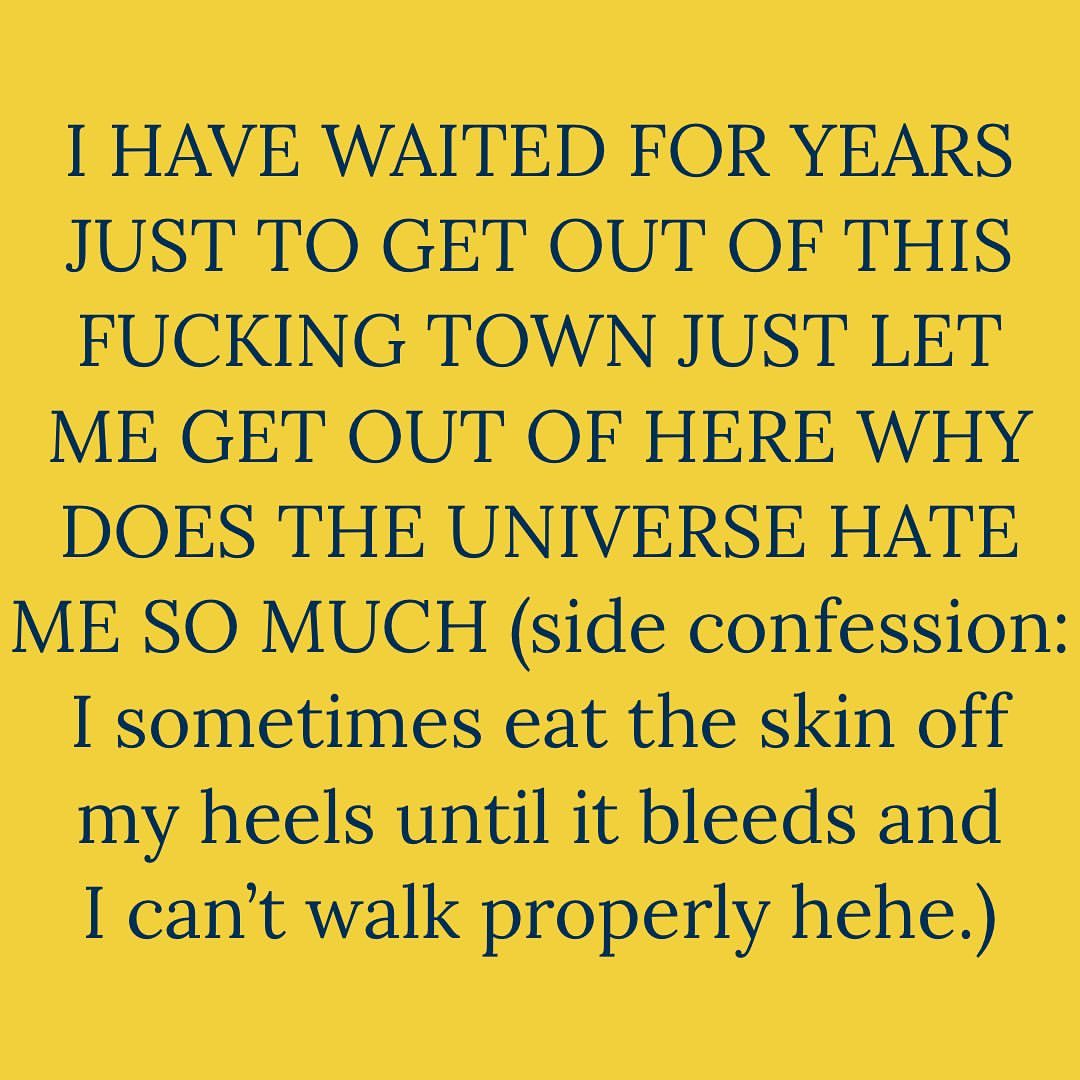 I HAVE WAITED FOR YEARS
JUST TO GET OUT OF THIS
FUCKING TOWN JUST LET
ME GET OUT OF HERE WHY
DOES THE UNIVERSE HATE
ME SO MUCH (side confession:
I sometimes eat the skin off
my heels until it bleeds and
I can’t walk properly hehe.)